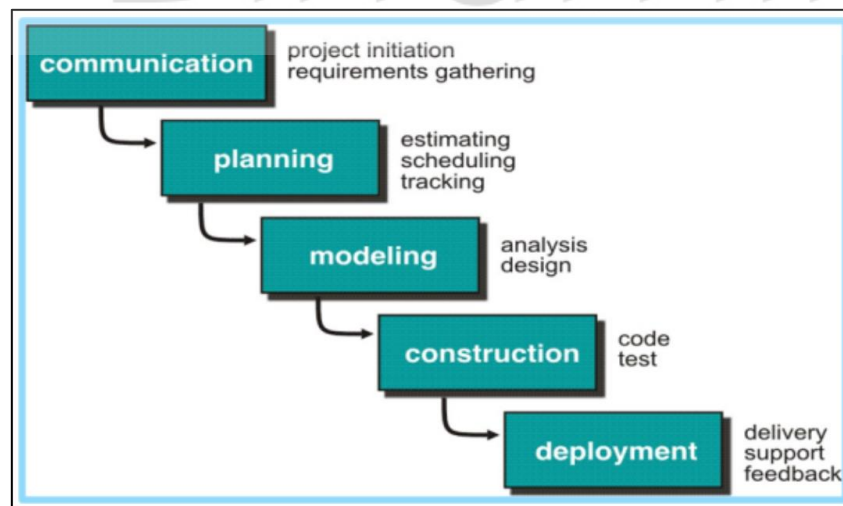 communication
project initiation
requirements gathering
planning
estimating
scheduling
tracking
modeling
analysis
design
construction
code
test
deployment
delivery
support
feedback